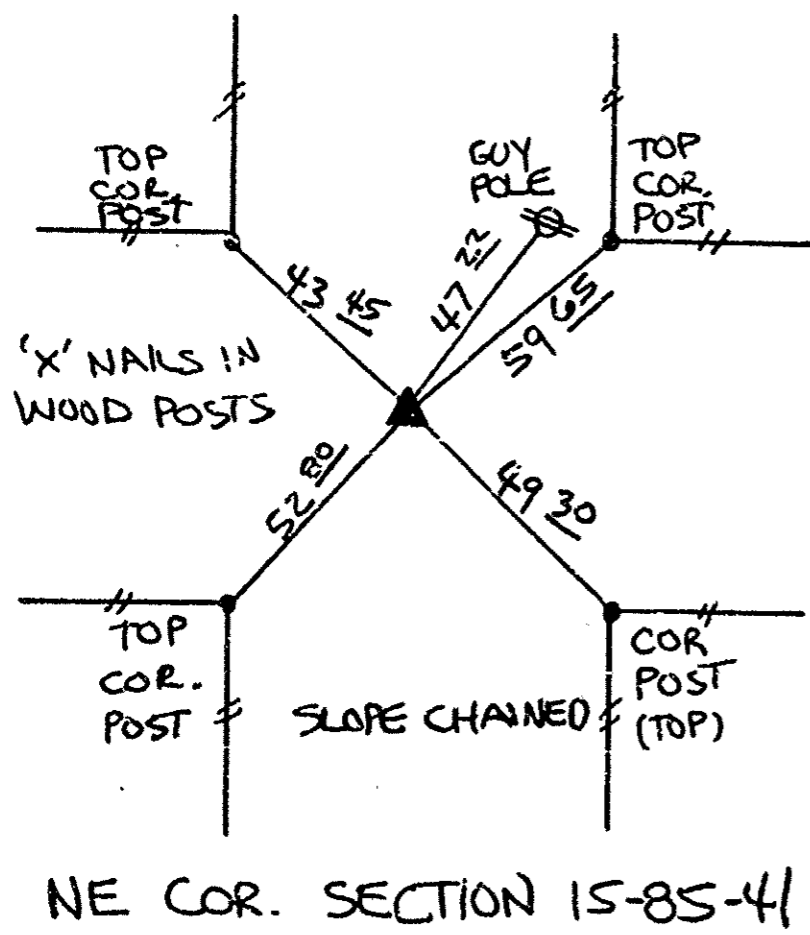 TOP
COR.
POST
GUY
POLE
TOP
COR.
POST
43 45
47 22
59 65
'X' NAILS IN
WOOD POSTS
52 80
49 30
TOP
COR.
POST
COR
POST
(TOP)
SLOPE CHAINED
NE COR. SECTION 15-85-41